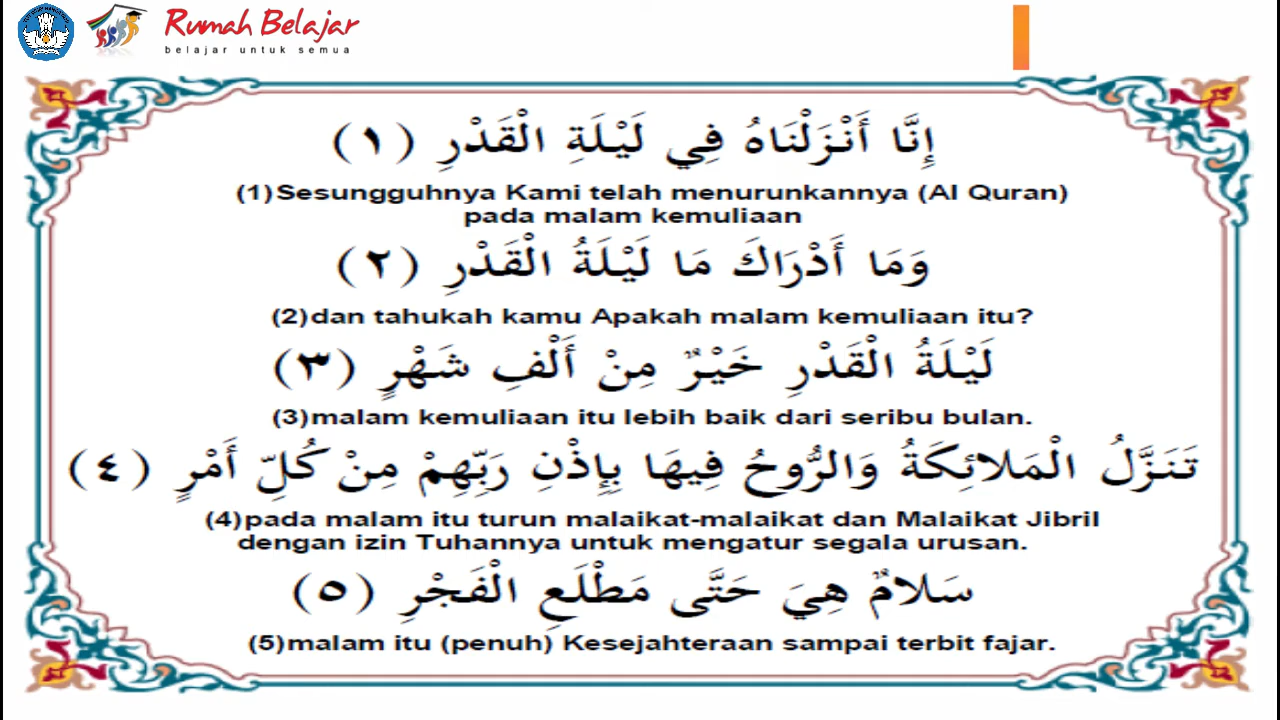 Rumah Belajar
belajar untuk semua
إِنَّا أَنْزَلْنَاهُ فِي لَيْلَةِ الْقَدْرِ (١)
(1)Sesungguhnya Kami telah menurunkannya (Al Quran)
pada malam kemuliaan
وَمَا أَدْرَاكَ مَا لَيْلَةُ الْقَدْرِ (٢)
(2)dan tahukah kamu Apakah malam kemuliaan itu?
لَيْلَةُ الْقَدْرِ خَيْرٌ مِنْ أَلْفِ شَهْرٍ (٣)
(3)malam kemuliaan itu lebih baik dari seribu bulan.
تَنَزَّلُ الْمَلائِكَةُ وَالرُّوحُ فِيهَا بِإِذْنِ رَبِّهِمْ مِنْ كُلِّ أَمْرٍ (٤)
(4)pada malam itu turun malaikat-malaikat dan Malaikat Jibril
dengan izin Tuhannya untuk mengatur segala urusan.
سَلامٌ هِيَ حَتَّى مَطْلَعِ الْفَجْرِ (٥)
(5)malam itu (penuh) Kesejahteraan sampai terbit fajar.